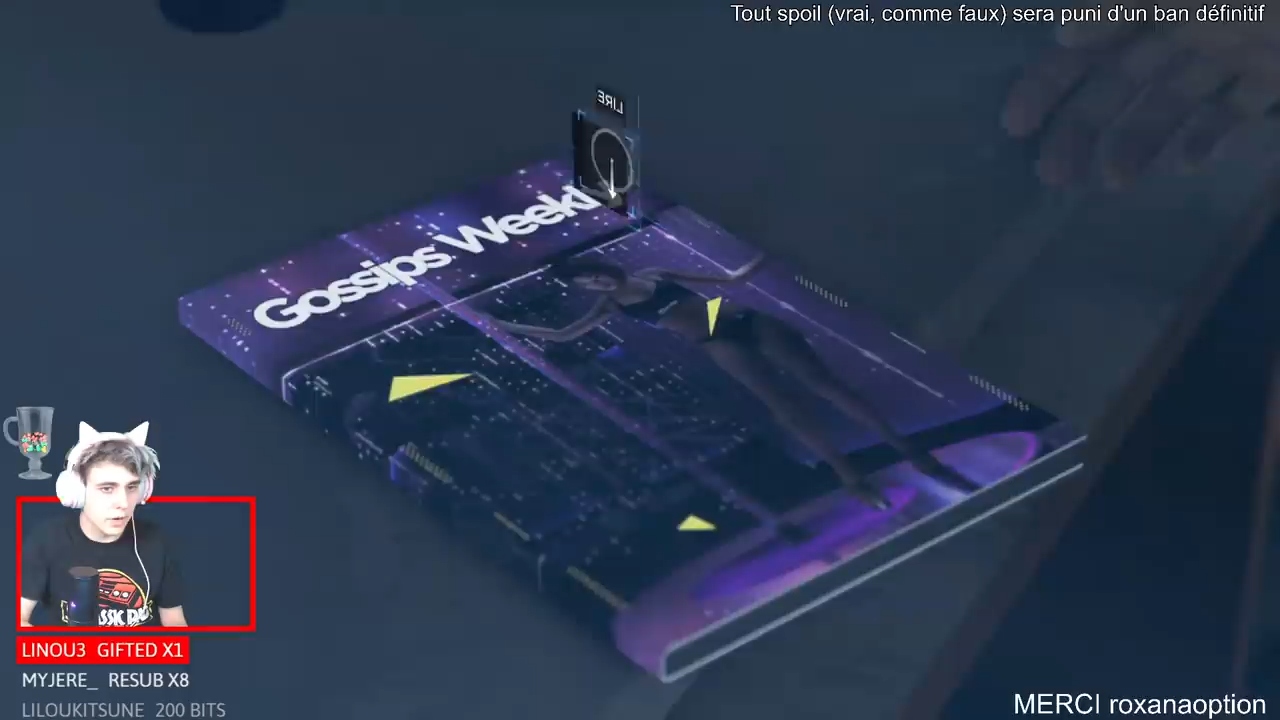 Tout spoil (vrai, comme faux) sera puni d'un ban définitif
LIRE
Gossips Weekly
LINOU3 GIFTED X1
MYJERE_ RESUB X8
LILOUKITSUNE 200 BITS
MERCI roxanaoption